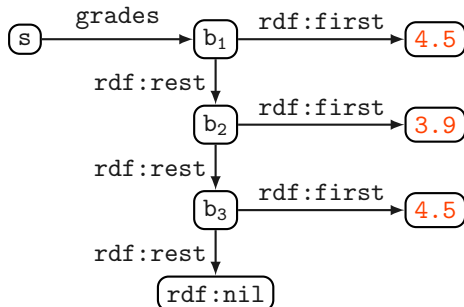 grades
s
b1
rdf:first
4.5
rdf:rest
b2
rdf:first
3.9
rdf:rest
b3
rdf:first
4.5
rdf:rest
rdf:nil